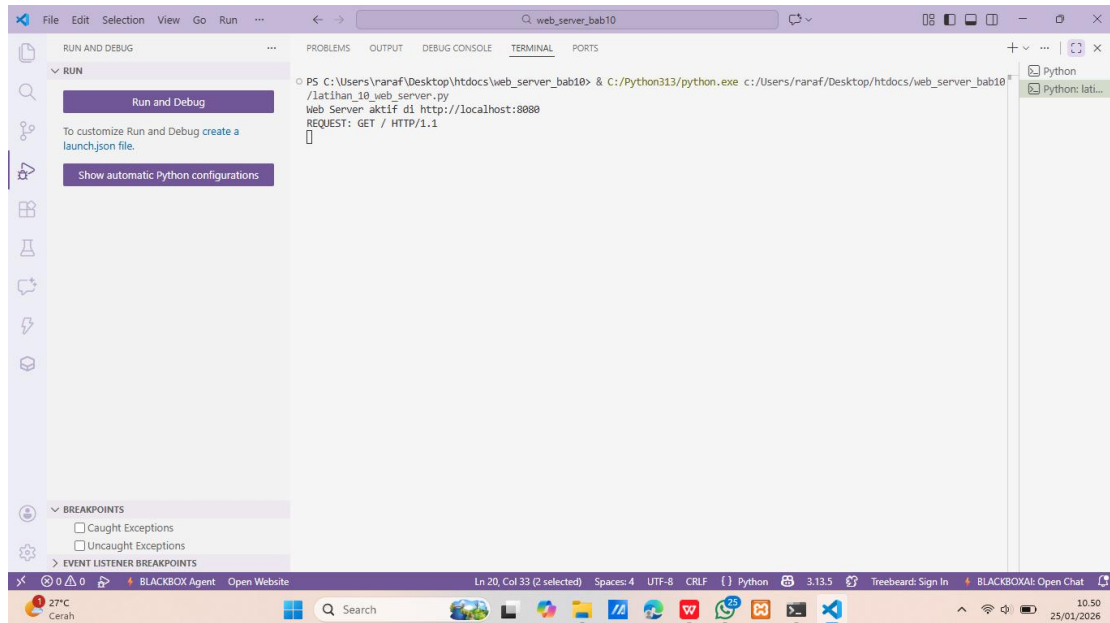 File Edit Selection View Go Run ···
web_server_bab10
RUN AND DEBUG ···
RUN
Run and Debug
To customize Run and Debug create a
launch.json file.
Show automatic Python configurations
PROBLEMS OUTPUT DEBUG CONSOLE TERMINAL PORTS
PS C:\Users\raraf\Desktop\htdocs\web_server_bab10> & C:/Python313/python.exe c:/Users/raraf/Desktop/htdocs/web_server_bab10
/latihan_10_web_server.py
Web Server aktif di http://localhost:8080
REQUEST: GET / HTTP/1.1
Python
Python: lati...
BREAKPOINTS
Caught Exceptions
Uncaught Exceptions
EVENT LISTENER BREAKPOINTS
0 0 BLACKBOX Agent Open Website Ln 20, Col 33 (2 selected) Spaces: 4 UTF-8 CRLF {} Python 3.13.5 Treebeard: Sign In BLACKBOXAI: Open Chat
1 27°C
Cerah
Search
25
10.50
25/01/2026